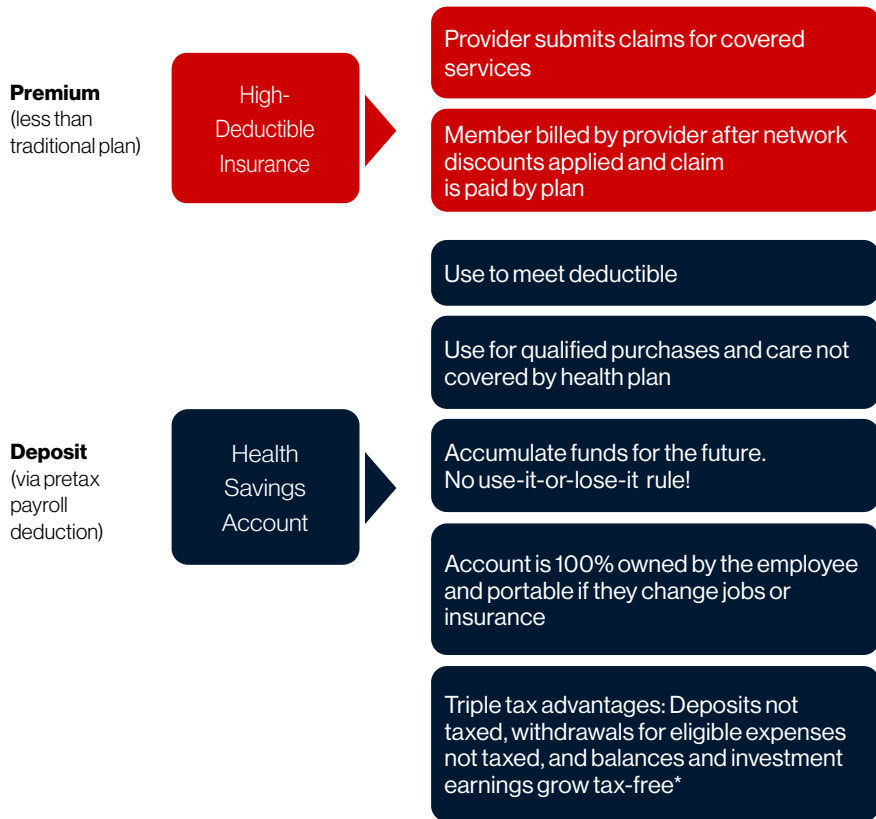 Premium
(less than
traditional plan)
High-
Deductible
Insurance
Provider submits claims for covered
services
Member billed by provider after network
discounts applied and claim
is paid by plan
Deposit
(via pretax
payroll
deduction)
Health
Savings
Account
Use to meet deductible
Use for qualified purchases and care not
covered by health plan
Accumulate funds for the future.
No use-it-or-lose-it rule!
Account is 100% owned by the employee
and portable if they change jobs or
insurance
Triple tax advantages: Deposits not
taxed, withdrawals for eligible expenses
not taxed, and balances and investment
earnings grow tax-free*